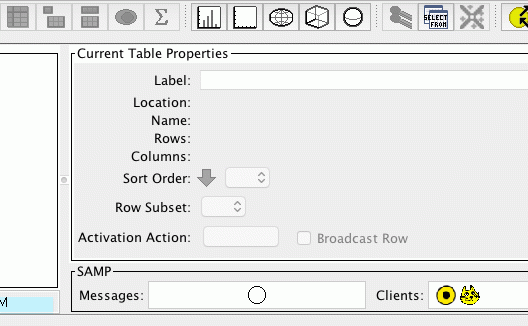 Σ
SELECT
FROM
Current Table Properties
Label:
Location:
Name:
Rows:
Columns:
Sort Order:
Row Subset:
Activation Action: Broadcast Row
SAMP
M
Messages: Clients: